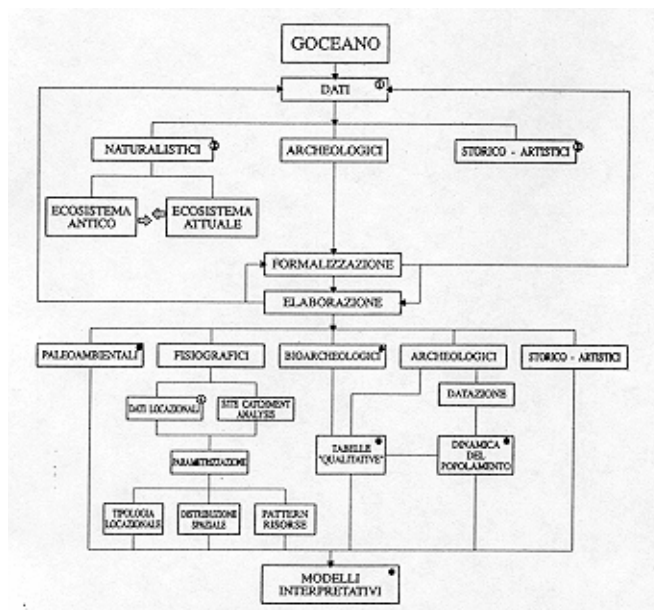 GOCEANO
DATI
NATURALISTICI
ARCHEOLOGICI
STORICO - ARTISTICI
ECOSISTEMA
ANTICO
ECOSISTEMA
ATTUALE
FORMALIZZAZIONE
ELABORAZIONE
PALEOAMBIENTALI
FISIOGRAFICI
BIOARCHEOLOGICI
ARCHEOLOGICI
STORICO - ARTISTICI
DATI LOCAZIONALI
SITE CATCHMENT
ANALYSIS
DATAZIONE
PARAMETRIZZAZIONE
TABELLE
"QUALITATIVE"
DINAMICA
DEL
POPOLAMENTO
TIPOLOGIA
LOCAZIONALE
DISTRIBUZIONE
SPAZIALE
PATTERN
RISORSE
MODELLI
INTERPRETATIVI